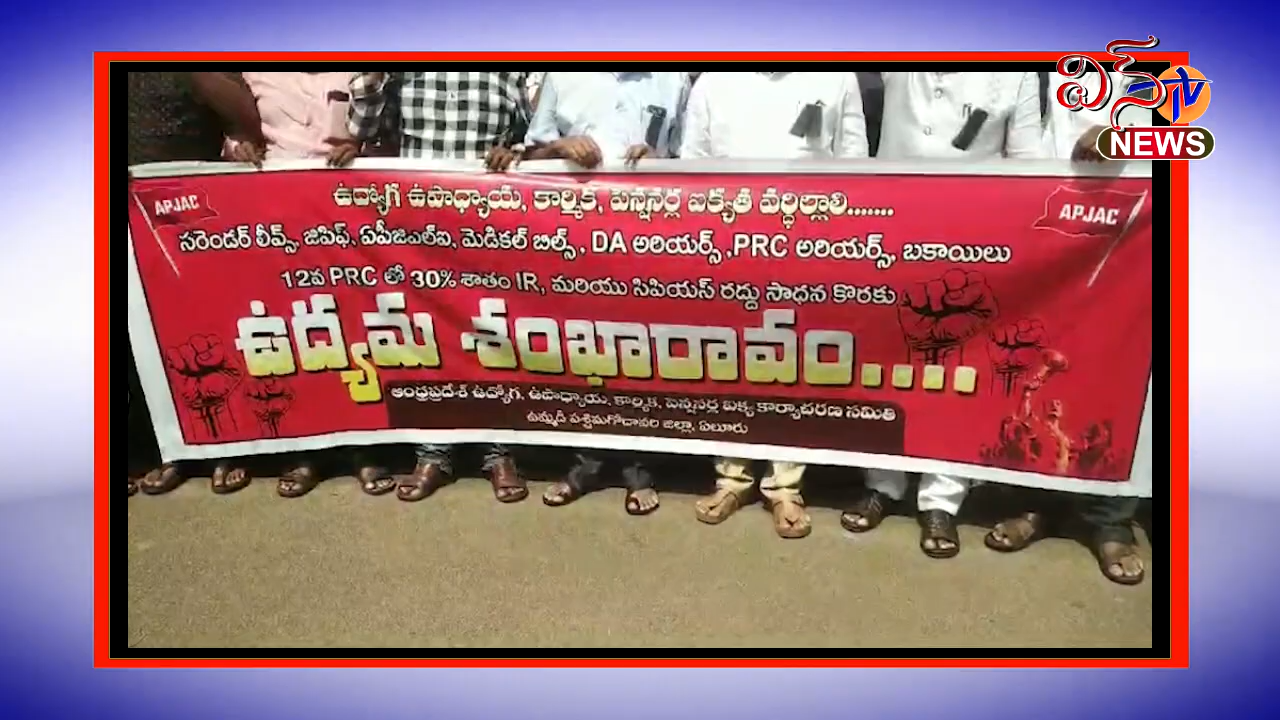 విన్ TV
NEWS
APJAC
APJAC
ఉద్యోగ ఉపాధ్యాయ, కార్మిక, పెన్షనర్ల ఐక్యత వర్ధిల్లాలి.......
సరెండర్ లీవ్స్, జిపిఫ్, ఏపీజిఎల్ఐ, మెడికల్ బిల్స్, DA అరియర్స్,PRC అరియర్స్, బకాయిలు
12వ PRC లో 30% శాతం IR, మరియు సిపియస్ రద్దు సాధన కొరకు
ఉద్యమ శంఖారావం....
ఆంధ్రప్రదేశ్ ఉద్యోగ, ఉపాధ్యాయ, కార్మిక, పెన్షనర్ల ఐక్య కార్యాచరణ సమితి
ఉమ్మడి పశ్చిమగోదావరి జిల్లా, ఏలూరు